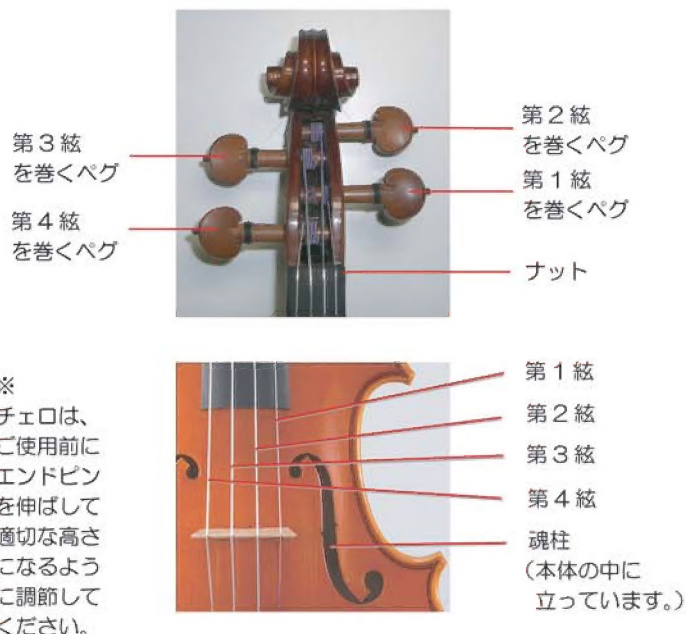 第３絃
を巻くペグ
第４絃
を巻くペグ
第２絃
を巻くペグ
第１絃
を巻くペグ
ナット
※
チェロは、
ご使用前に
エンドピン
を伸ばして
適切な高さ
になるよう
に調節して
ください。
第１絃
第２絃
第３絃
第４絃
魂柱
（本体の中に
立っています。）